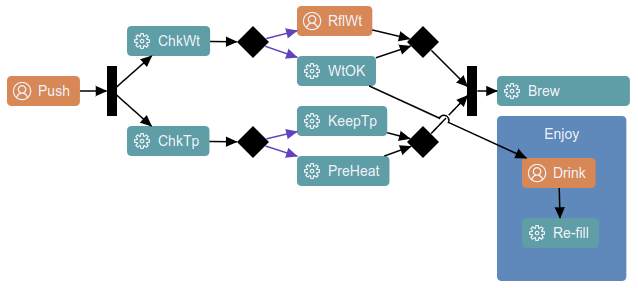 RflWt
ChkWt
WtOK
Push
Brew
KeepTp
ChkTp
Enjoy
PreHeat
Drink
Re-fill